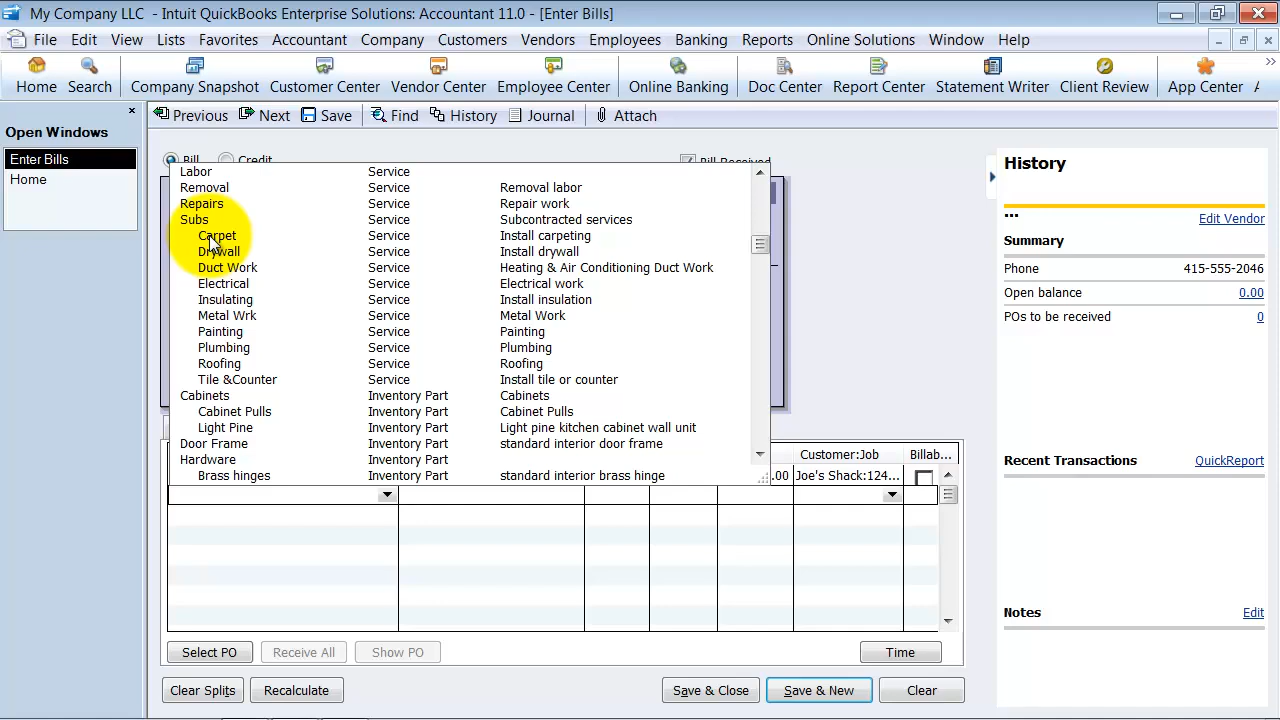 My Company LLC - Intuit QuickBooks Enterprise Solutions: Accountant 11.0 - [Enter Bills]
File Edit View Lists Favorites Accountant Company Customers Vendors Employees Banking Reports Online Solutions Window Help
Home Search Company Snapshot Customer Center Vendor Center Employee Center Online Banking Doc Center Report Center Statement Writer Client Review App Center
Open Windows
Enter Bills
Home
Previous Next Save Find History Journal Attach
Bill Credit Bill Received
Labor Service
Removal Service Removal labor
Repairs Service Repair work
Subs Service Subcontracted services
Carpet Service Install carpeting
Drywall Service Install drywall
Duct Work Service Heating & Air Conditioning Duct Work
Electrical Service Electrical work
Insulating Service Install insulation
Metal Wrk Service Metal Work
Painting Service Painting
Plumbing Service Plumbing
Roofing Service Roofing
Tile &Counter Service Install tile or counter
Cabinets Inventory Part Cabinets
Cabinet Pulls Inventory Part Cabinet Pulls
Light Pine Inventory Part Light pine kitchen cabinet wall unit
Door Frame Inventory Part standard interior door frame
Hardware Inventory Part
Brass hinges Inventory Part standard interior brass hinge
Customer:Job Billab...
.00 Joe's Shack:124...
Select PO Receive All Show PO Time
Clear Splits Recalculate Save & Close Save & New Clear
History
...
Edit Vendor
Summary
Phone 415-555-2046
Open balance 0.00
POs to be received 0
Recent Transactions QuickReport
Notes Edit